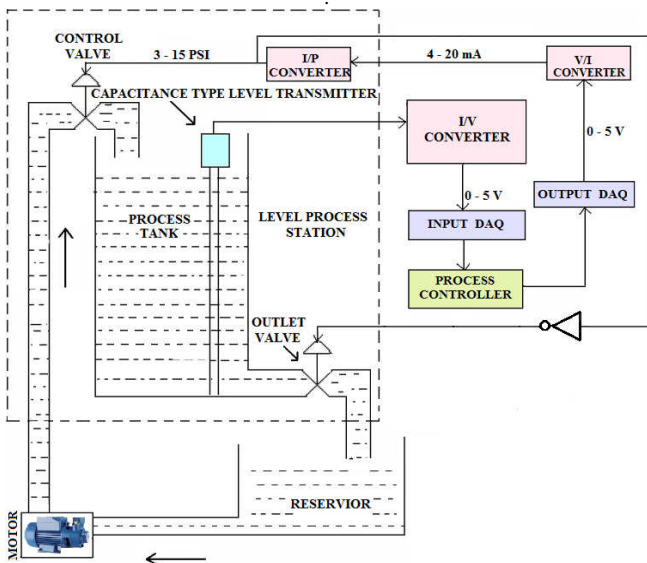 CONTROL
VALVE
3 - 15 PSI
I/P
CONVERTER
4 - 20 mA
V/I
CONVERTER
CAPACITANCE TYPE LEVEL TRANSMITTER
I/V
CONVERTER
0 - 5 V
0 - 5 V
OUTPUT DAQ
PROCESS
TANK
LEVEL PROCESS
STATION
INPUT DAQ
PROCESS
CONTROLLER
OUTLET
VALVE
RESERVIOR
MOTOR